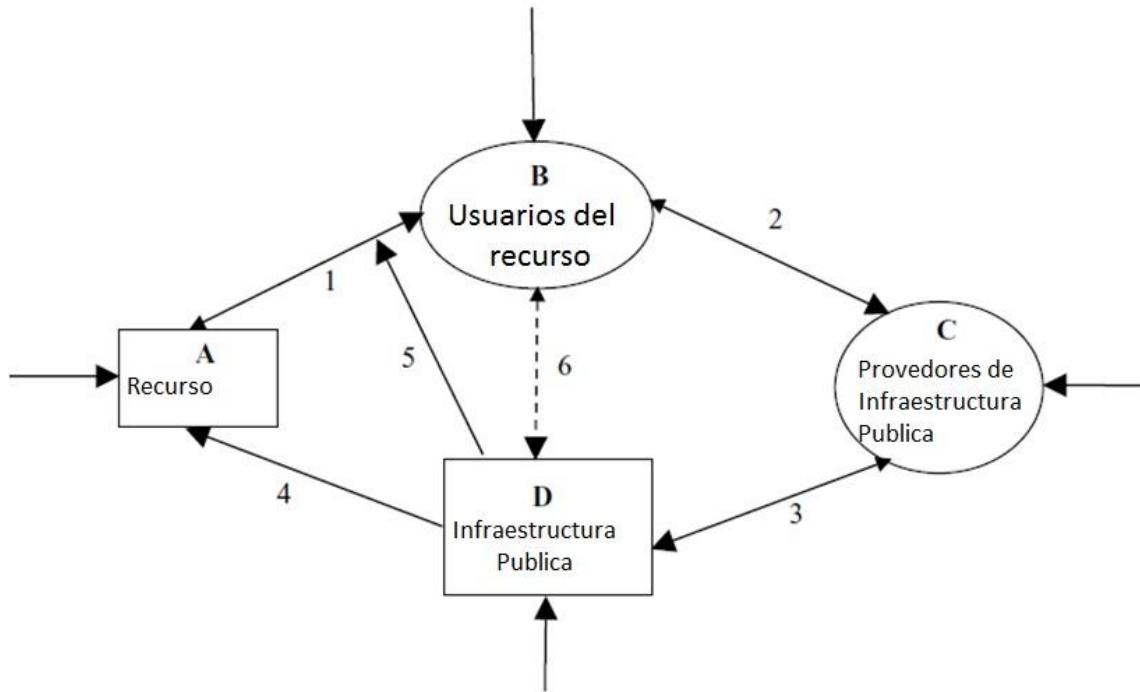 B
Usuarios del
recurso
2
1
A
Recurso
5
6
C
Provedores de
Infraestructura
Publica
4
D
Infraestructura
Publica
3